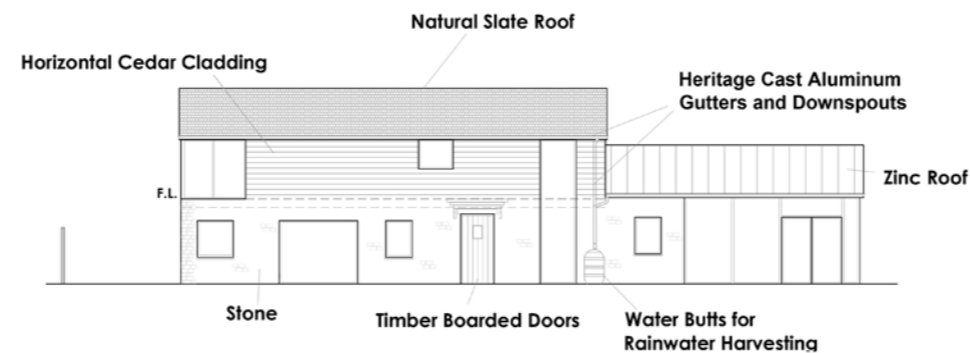 Natural Slate Roof
Horizontal Cedar Cladding
Heritage Cast Aluminum
Gutters and Downspouts
Zinc Roof
F.L.
Stone
Timber Boarded Doors
Water Butts for
Rainwater Harvesting